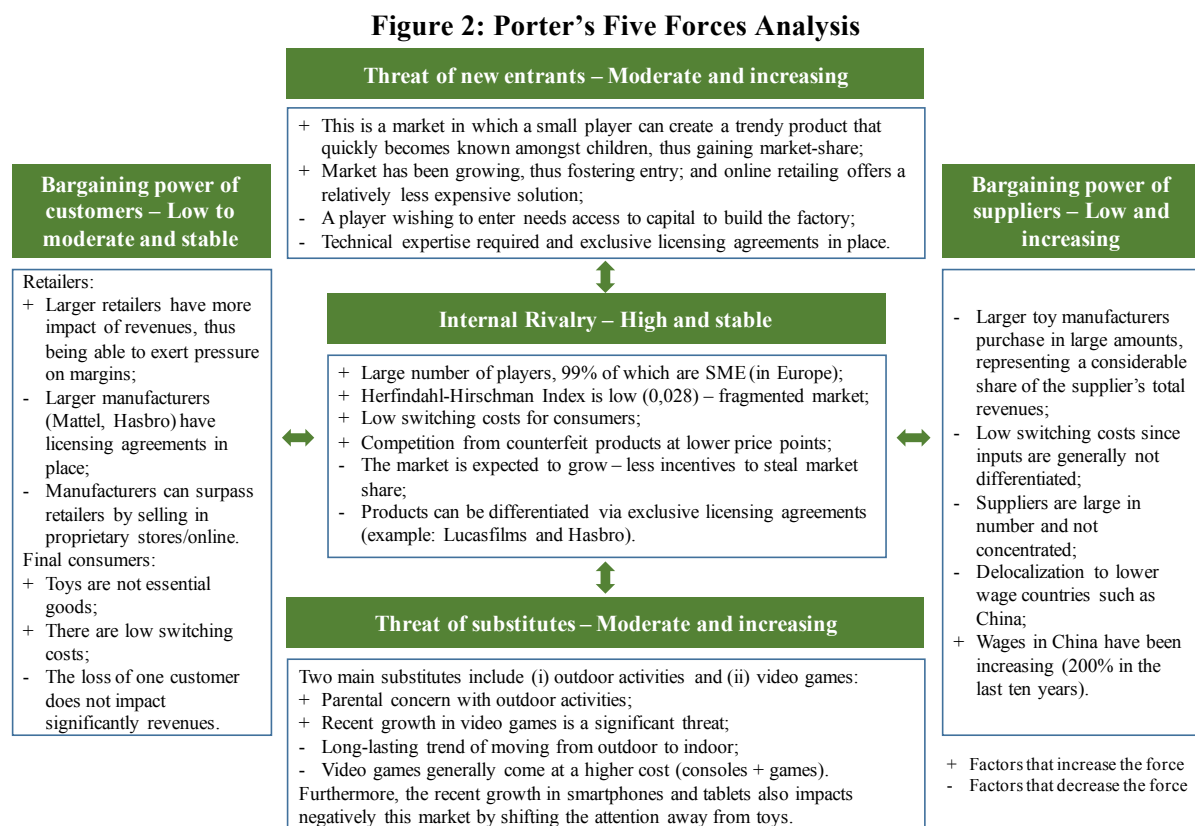 Figure 2: Porter's Five Forces Analysis
Threat of new entrants – Moderate and increasing
+ This is a market in which a small player can create a trendy product that
quickly becomes known amongst children, thus gaining market-share;
+ Market has been growing, thus fostering entry; and online retailing offers a
relatively less expensive solution;
- A player wishing to enter needs access to capital to build the factory;
- Technical expertise required and exclusive licensing agreements in place.
Bargaining power of
customers – Low to
moderate and stable
Retailers:
+ Larger retailers have more
impact of revenues, thus
being able to exert pressure
on margins;
- Larger manufacturers
(Mattel, Hasbro) have
licensing agreements in
place;
- Manufacturers can surpass
retailers by selling in
proprietary stores/online.
Final consumers:
+ Toys are not essential
goods;
+ There are low switching
costs;
- The loss of one customer
does not impact
significantly revenues.
Internal Rivalry – High and stable
+ Large number of players, 99% of which are SME (in Europe);
+ Herfindahl-Hirschman Index is low (0,028) – fragmented market;
+ Low switching costs for consumers;
+ Competition from counterfeit products at lower price points;
- The market is expected to grow – less incentives to steal market
share;
- Products can be differentiated via exclusive licensing agreements
(example: Lucasfilms and Hasbro).
Bargaining power of
suppliers – Low and
increasing
- Larger toy manufacturers
purchase in large amounts,
representing a considerable
share of the supplier's total
revenues;
- Low switching costs since
inputs are generally not
differentiated;
- Suppliers are large in
number and not
concentrated;
- Delocalization to lower
wage countries such as
China;
+ Wages in China have been
increasing (200% in the
last ten years).
Threat of substitutes – Moderate and increasing
Two main substitutes include (i) outdoor activities and (ii) video games:
+ Parental concern with outdoor activities;
+ Recent growth in video games is a significant threat;
- Long-lasting trend of moving from outdoor to indoor;
- Video games generally come at a higher cost (consoles + games).
Furthermore, the recent growth in smartphones and tablets also impacts
negatively this market by shifting the attention away from toys.
+ Factors that increase the force
- Factors that decrease the force